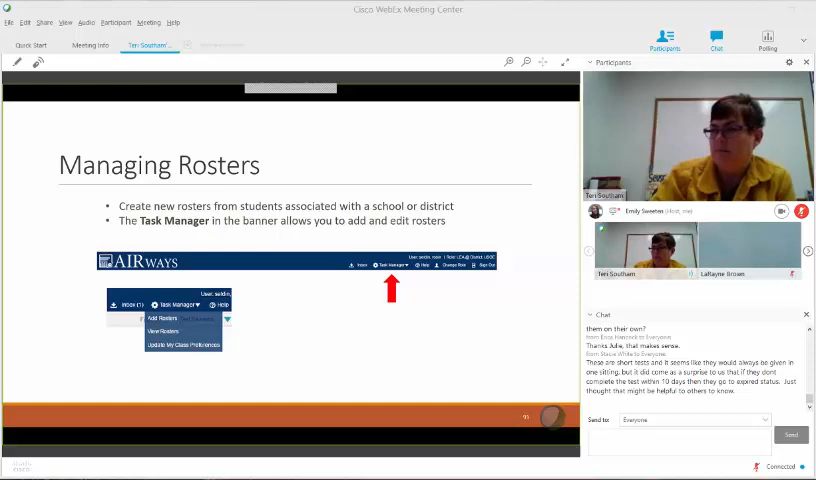 Cisco WebEx Meeting Center
File Edit Share View Audio Participant Meeting Help
Quick Start Meeting Info Teri Southam'...
Participants Chat Polling
Participants
Managing Rosters
• Create new rosters from students associated with a school or district
• The Task Manager in the banner allows you to add and edit rosters
AIRWAYS
Inbox Task Manager Help Change Role Sign Out
Inbox (1) Task Manager Help
Add Rosters
View Rosters
Update My Class Preferences
91
Teri Southam
Emily Sweeten (Host, me)
Teri Southam LaRayne Brown
Chat
them on their own?
from Erica Hancock to Everyone:
Thanks Julie, that makes sense.
from Stacie White to Everyone:
These are short tests and it seems like they would always be given in
one sitting, but it did come as a surprise to us that if they dont
complete the test within 10 days then they go to expired status. Just
thought that might be helpful to others to know.
Send to: Everyone
Send
Connected